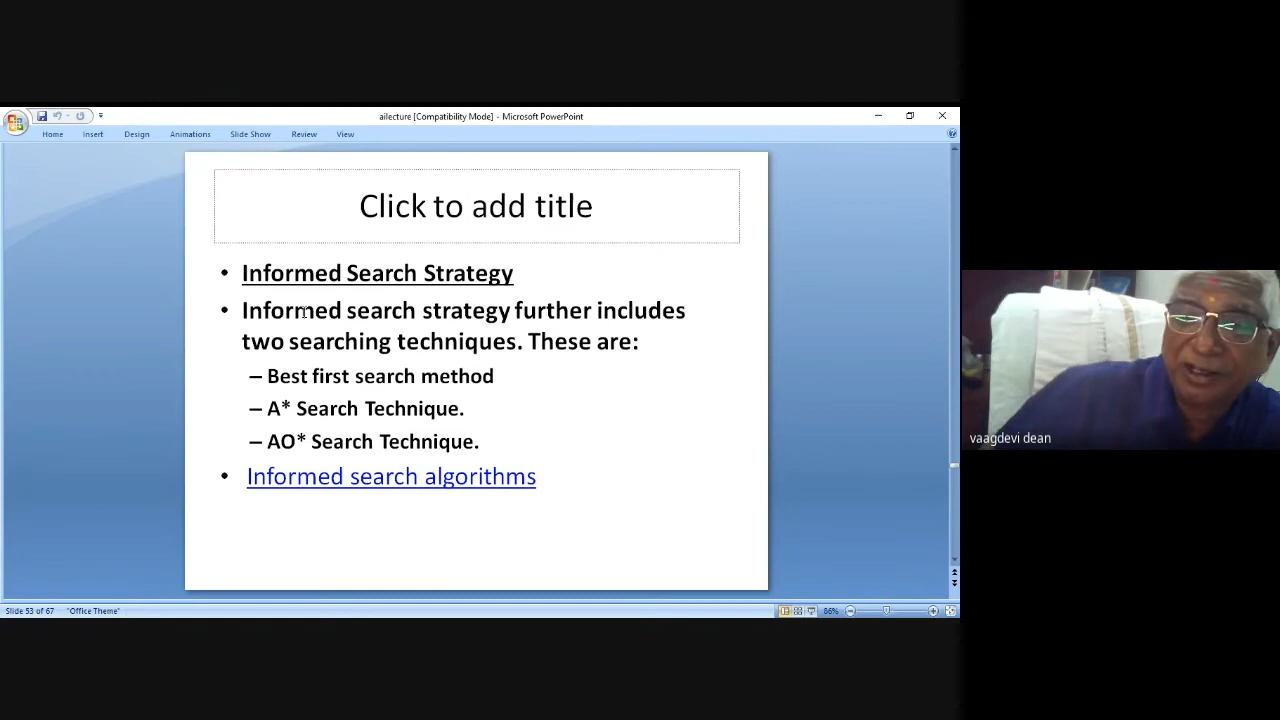 ailecture [Compatibility Mode] - Microsoft PowerPoint
Home Insert Design Animations Slide Show Review View
Click to add title
• Informed Search Strategy
• Informed search strategy further includes
two searching techniques. These are:
– Best first search method
– A* Search Technique.
– AO* Search Technique.
• Informed search algorithms
vaagdevi dean
Slide 53 of 67 "Office Theme" 86%